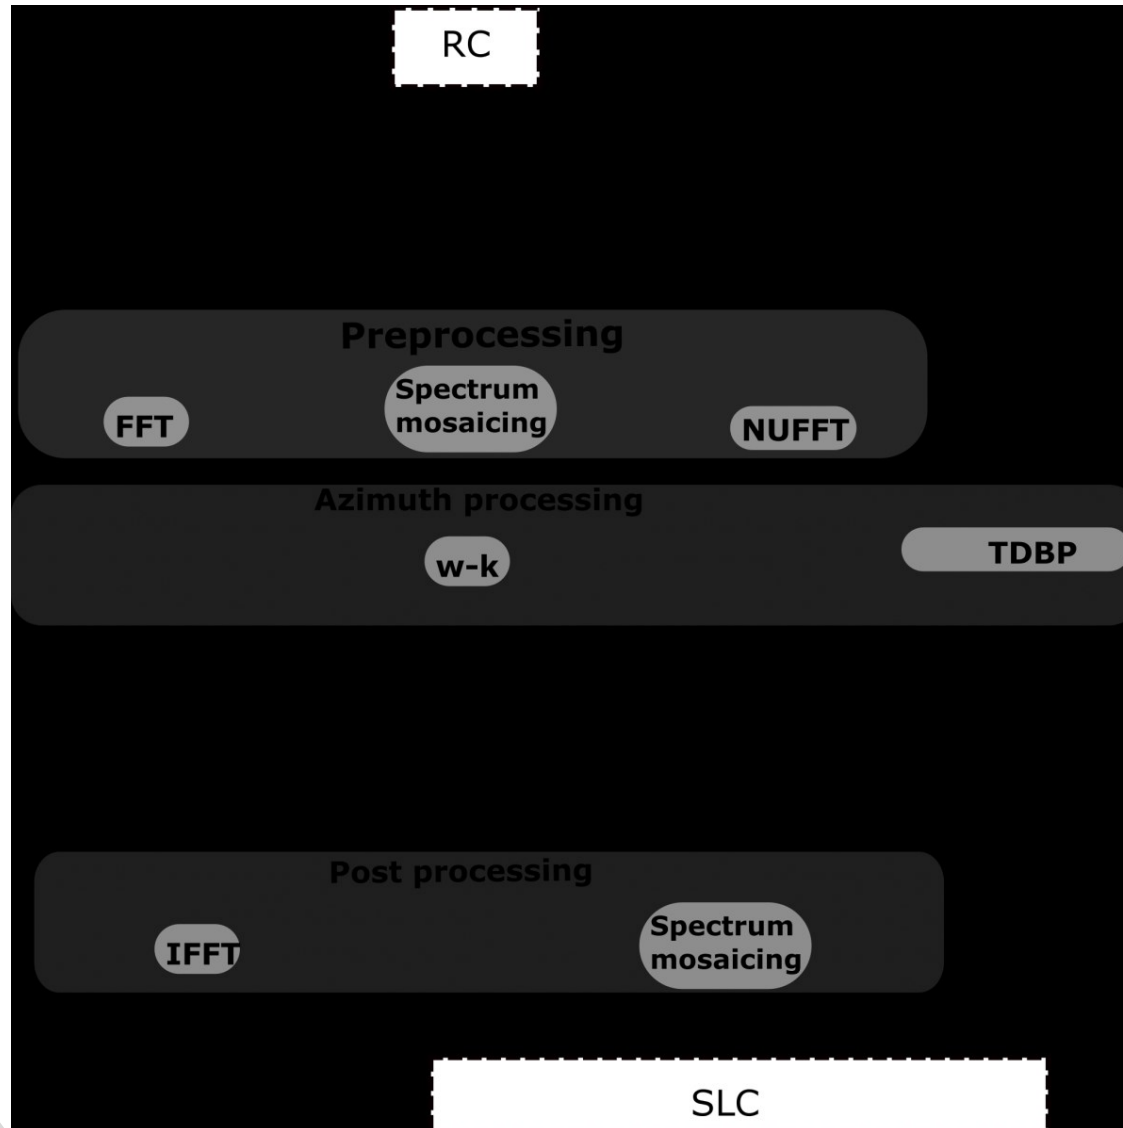 RC
Preprocessing
Spectrum
mosaicing
FFT
NUFFT
Azimuth processing
w-k
TDBP
Post processing
Spectrum
mosaicing
IFFT
SLC